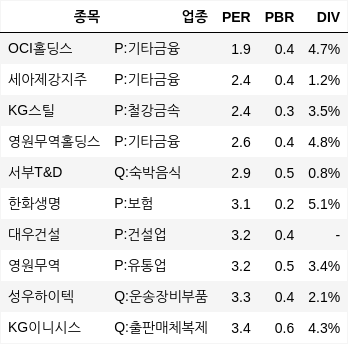 종목 업종 PER PBR DIV
OCI홀딩스 P:기타금융 1.9 0.4 4.7%
세아제강지주 P:기타금융 2.4 0.4 1.2%
KG스틸 P:철강금속 2.4 0.3 3.5%
영원무역홀딩스 P:기타금융 2.6 0.4 4.8%
서부T&D Q:숙박음식 2.9 0.5 0.8%
한화생명 P:보험 3.1 0.2 5.1%
대우건설 P:건설업 3.2 0.4 -
영원무역 P:유통업 3.2 0.5 3.4%
성우하이텍 Q:운송장비부품 3.3 0.4 2.1%
KG이니시스 Q:출판매체복제 3.4 0.6 4.3%